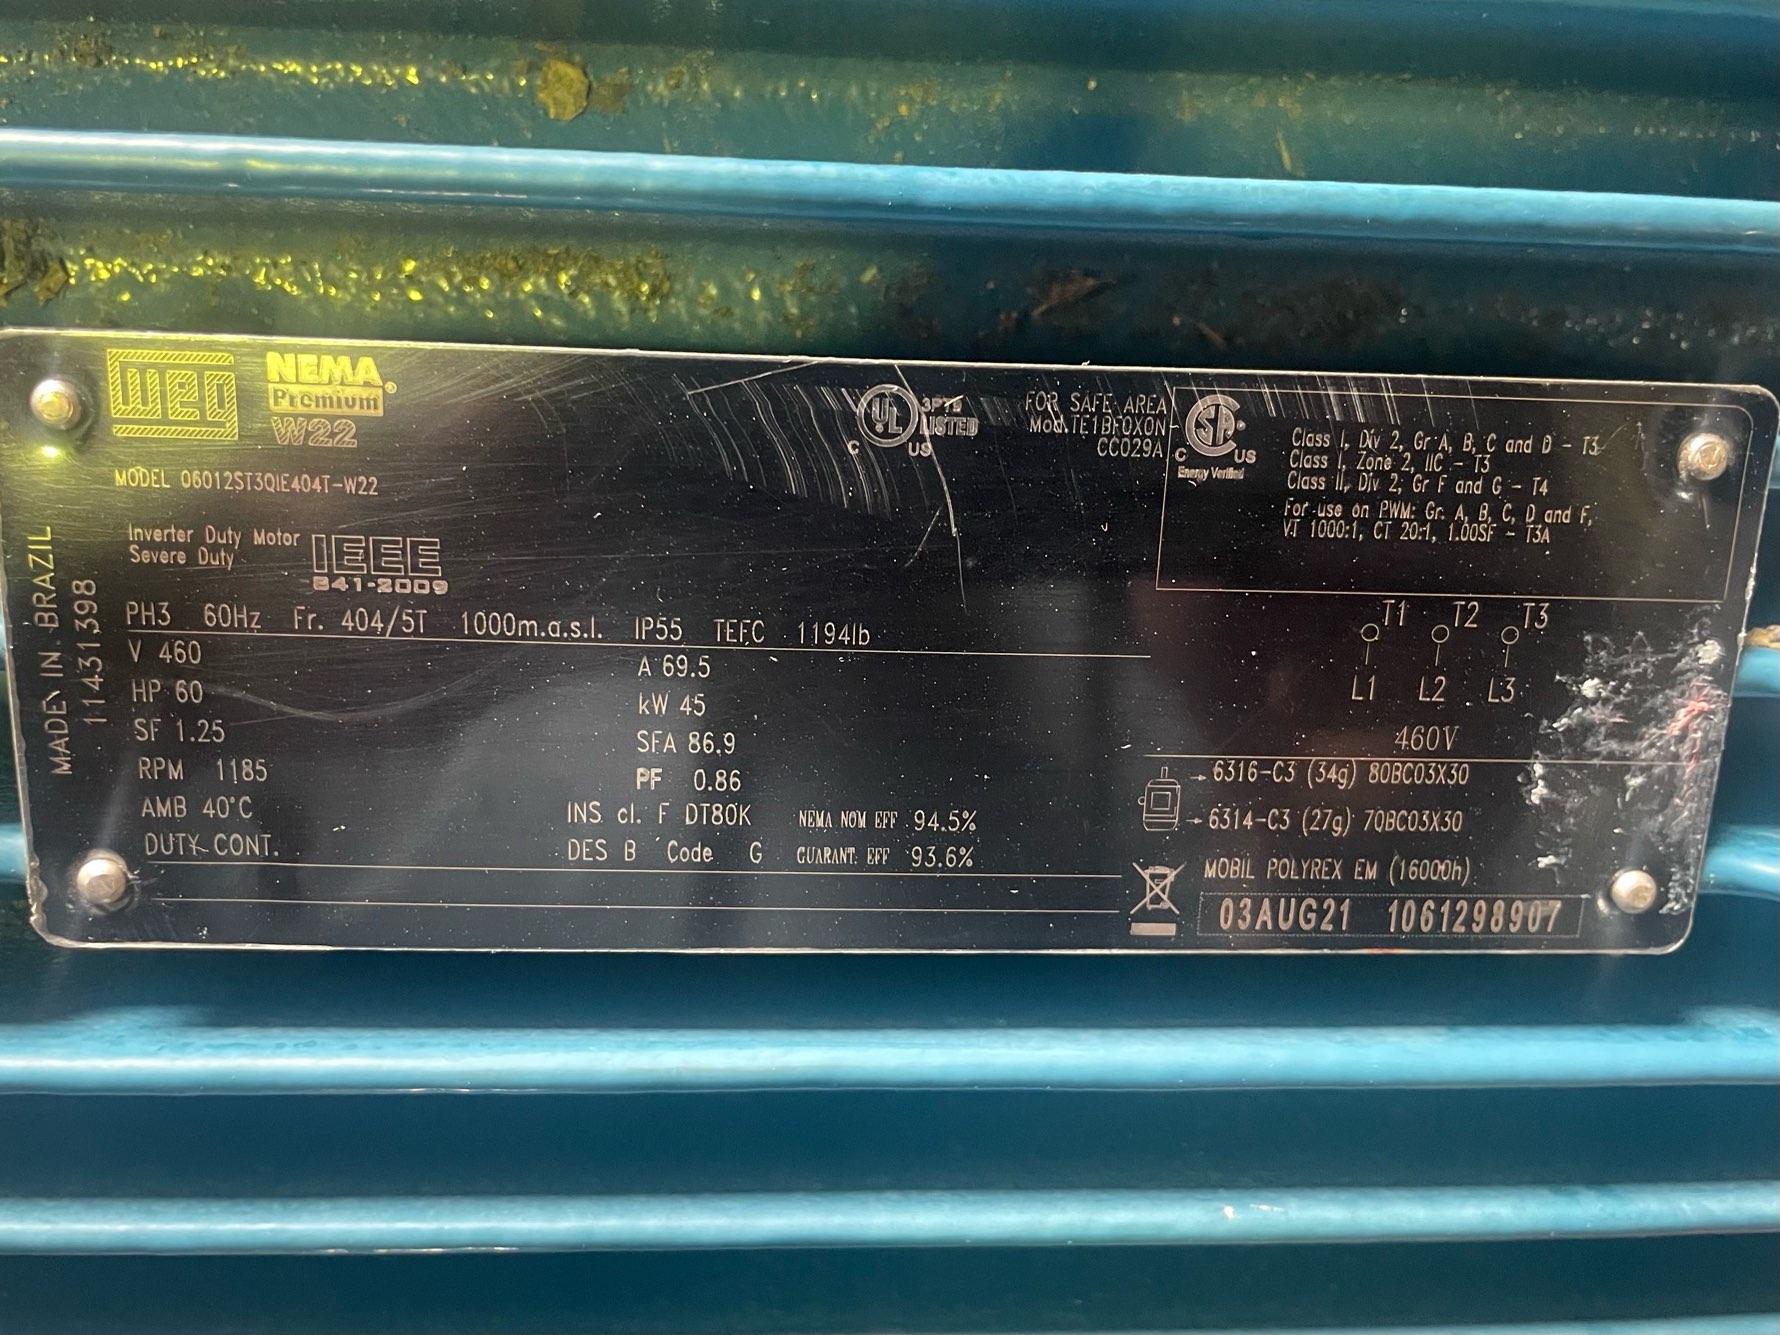 weg
NEMA
Premium®
W22
MODEL 06012ST3QIE404T-W22
Inverter Duty Motor
Severe Duty
IEEE
841-2009
MADE IN BRAZIL
11431398
C UL US
LISTED
FOR SAFE AREA
Mod.TE1BF0X0N
CC029A
C US
Energy Verified
Class I, Div 2, Gr A, B, C and D - T3
Class I, Zone 2, IIC - T3
Class II, Div 2, Gr F and G - T4
For use on PWM: Gr. A, B, C, D and F,
VT 1000:1, CT 20:1, 1.00SF - T3A
PH3 60Hz Fr. 404/5T 1000m.a.s.l. IP55 TEFC 1194lb
V 460 A 69.5
HP 60 kW 45
SF 1.25 SFA 86.9
RPM 1185 PF 0.86
AMB 40°C INS cl. F DT80K NEMA NOM EFF 94.5%
DUTY CONT. DES B Code G GUARANT. EFF 93.6%
T1 T2 T3
L1 L2 L3
460V
6316-C3 (34g) 80BC03X30
6314-C3 (27g) 70BC03X30
MOBIL POLYREX EM (16000h)
03AUG21 1061298907